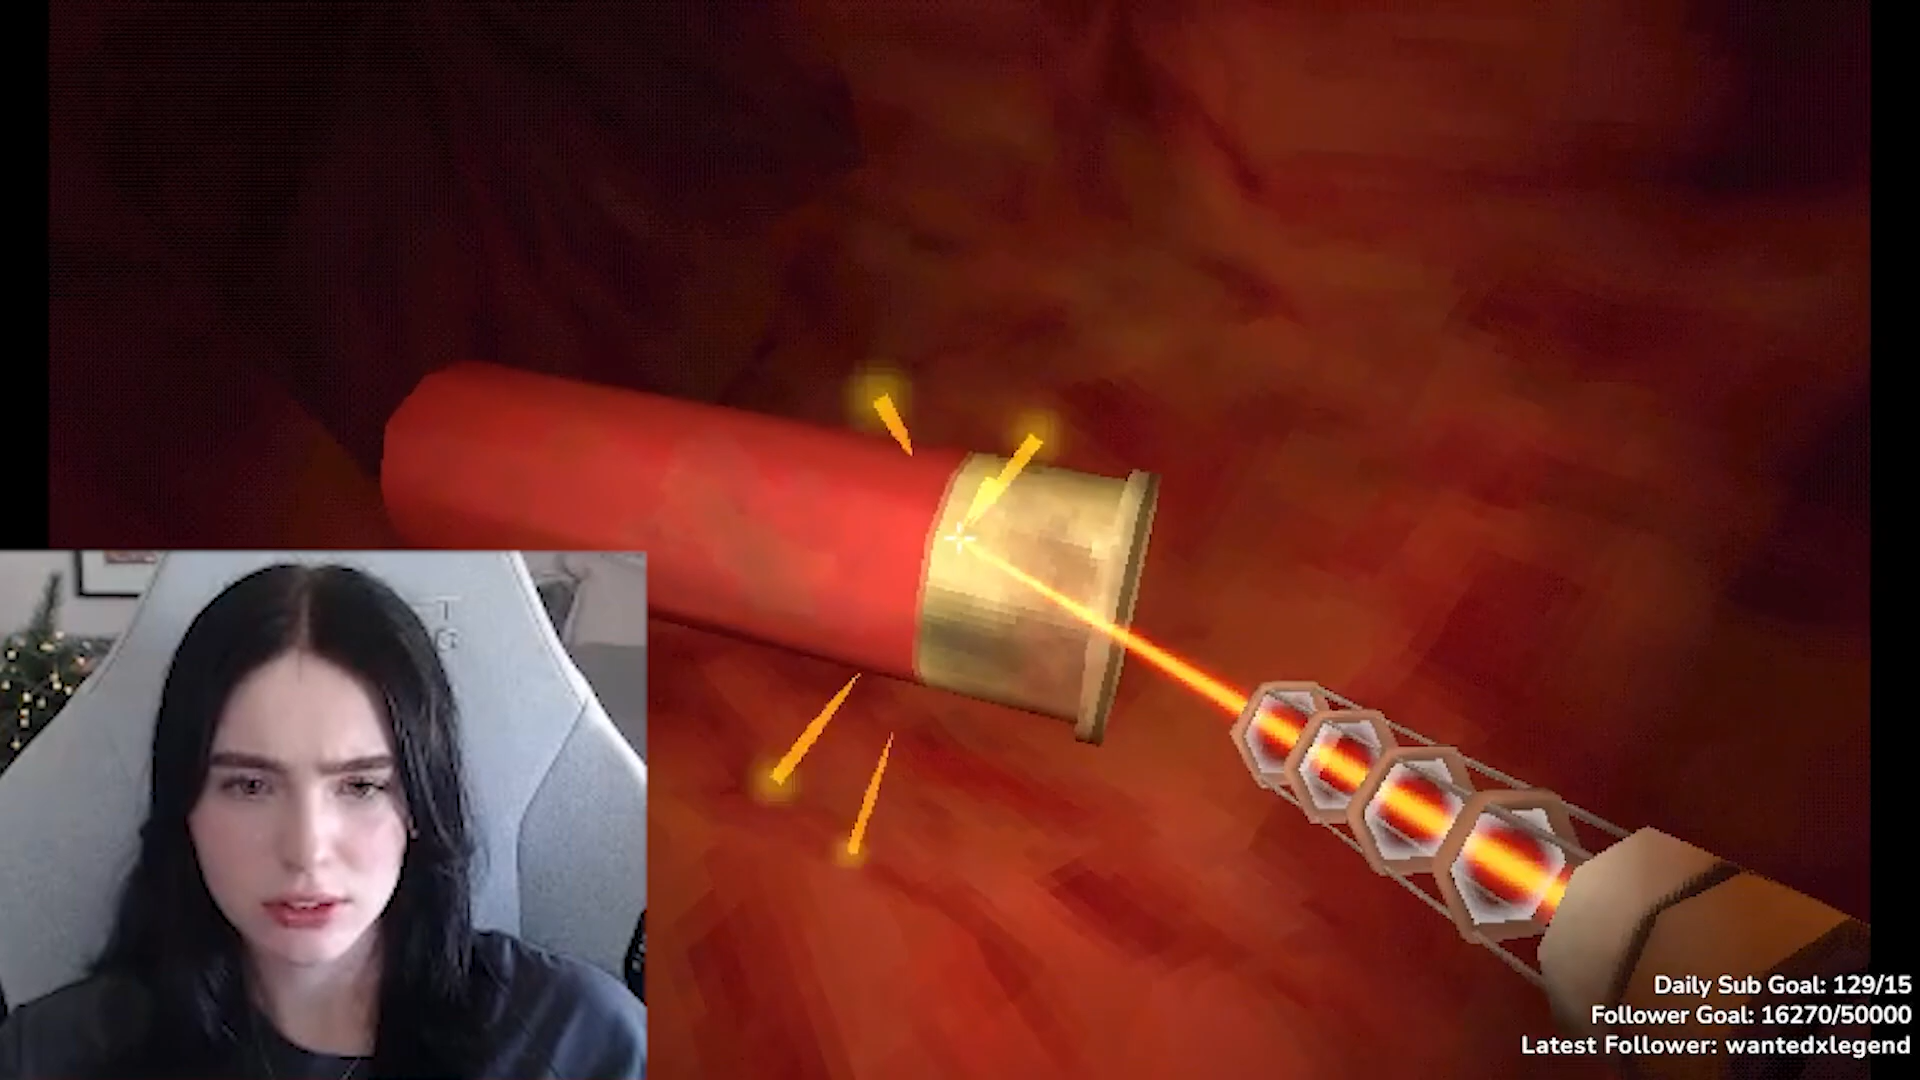 Daily Sub Goal: 129/15
Follower Goal: 16270/50000
Latest Follower: wantedxlegend